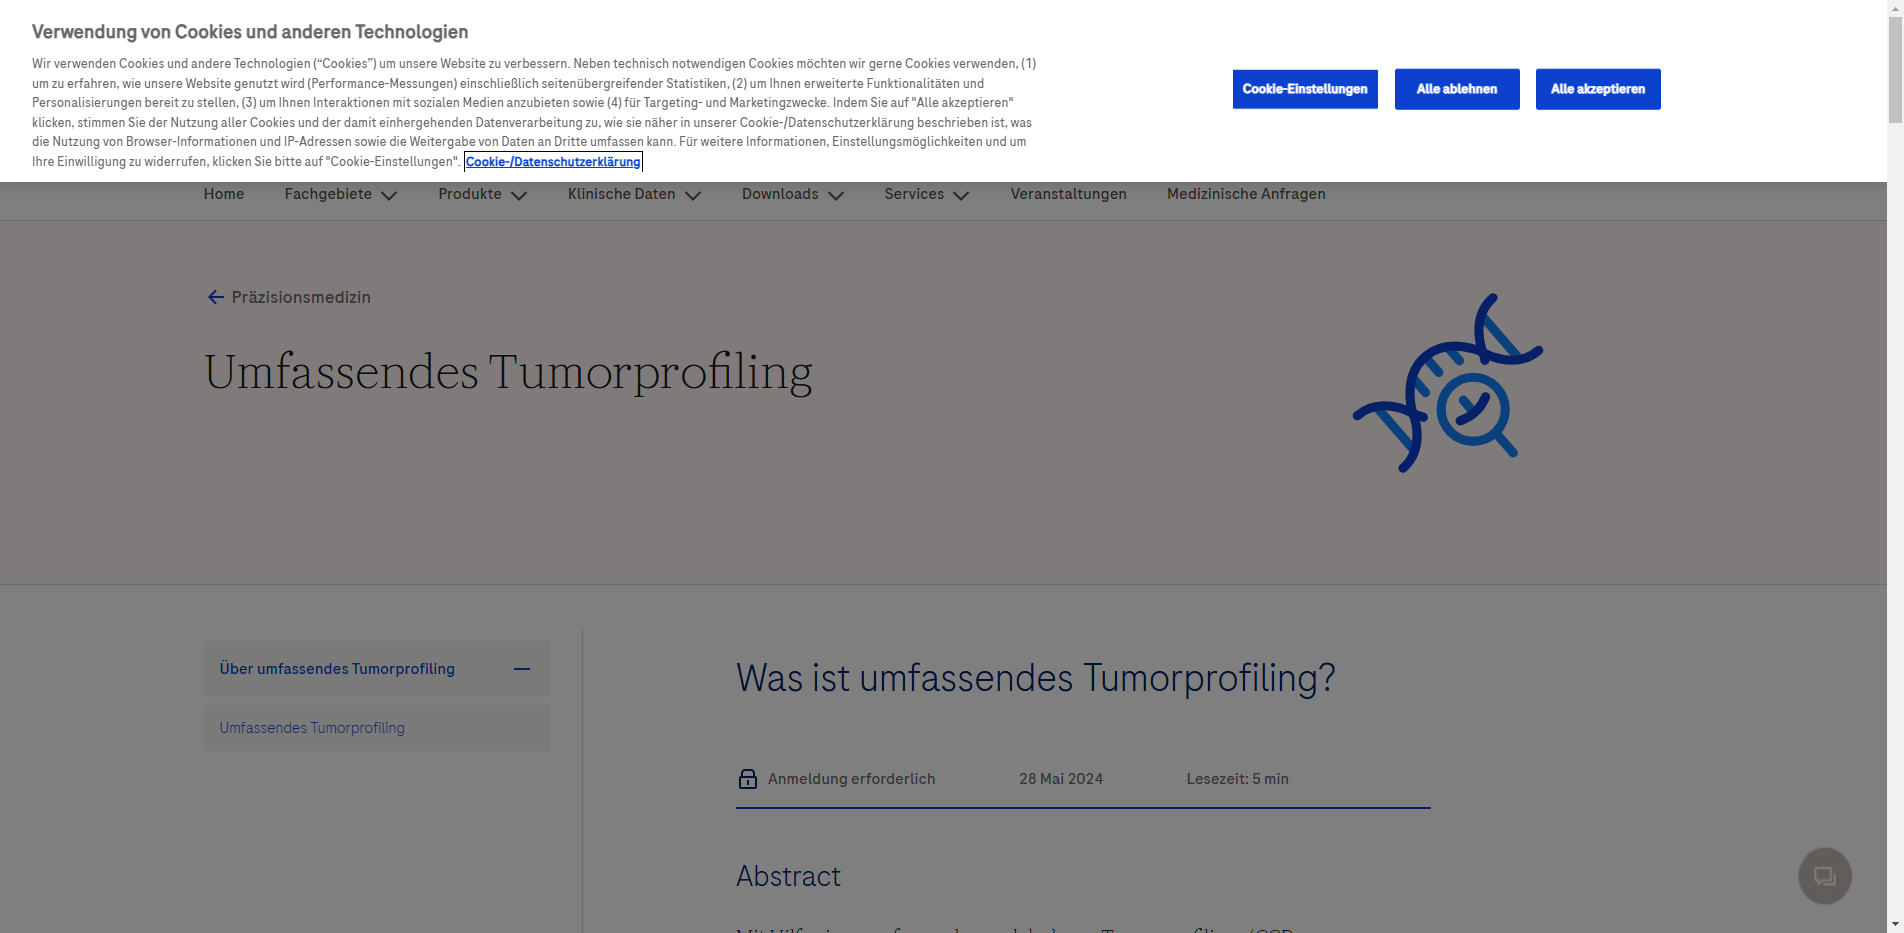 Verwendung von Cookies und anderen Technologien
Wir verwenden Cookies und andere Technologien (“Cookies”) um unsere Website zu verbessern. Neben technisch notwendigen Cookies möchten wir gerne Cookies verwenden, (1)
um zu erfahren, wie unsere Website genutzt wird (Performance-Messungen) einschließlich seitenübergreifender Statistiken, (2) um Ihnen erweiterte Funktionalitäten und
Personalisierungen bereit zu stellen, (3) um Ihnen Interaktionen mit sozialen Medien anzubieten sowie (4) für Targeting- und Marketingzwecke. Indem Sie auf "Alle akzeptieren"
klicken, stimmen Sie der Nutzung aller Cookies und der damit einhergehenden Datenverarbeitung zu, wie sie näher in unserer Cookie-/Datenschutzerklärung beschrieben ist, was
die Nutzung von Browser-Informationen und IP-Adressen sowie die Weitergabe von Daten an Dritte umfassen kann. Für weitere Informationen, Einstellungsmöglichkeiten und um
Ihre Einwilligung zu widerrufen, klicken Sie bitte auf "Cookie-Einstellungen". Cookie-/Datenschutzerklärung
Cookie-Einstellungen
Alle ablehnen
Alle akzeptieren
Home
Fachgebiete
Produkte
Klinische Daten
Downloads
Services
Veranstaltungen
Medizinische Anfragen
Präzisionsmedizin
Umfassendes Tumorprofiling
Über umfassendes Tumorprofiling
Umfassendes Tumorprofiling
Was ist umfassendes Tumorprofiling?
Anmeldung erforderlich
28 Mai 2024
Lesezeit: 5 min
Abstract